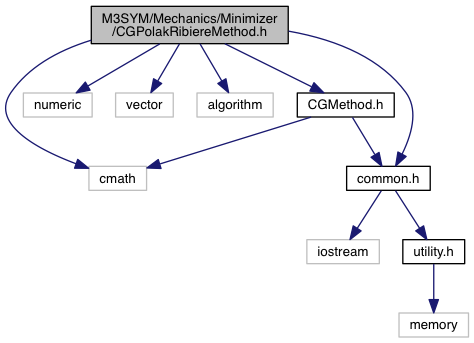 M3SYM/Mechanics/Minimizer
/CGPolakRibiereMethod.h
numeric
vector
algorithm
CGMethod.h
cmath
common.h
iostream
utility.h
memory